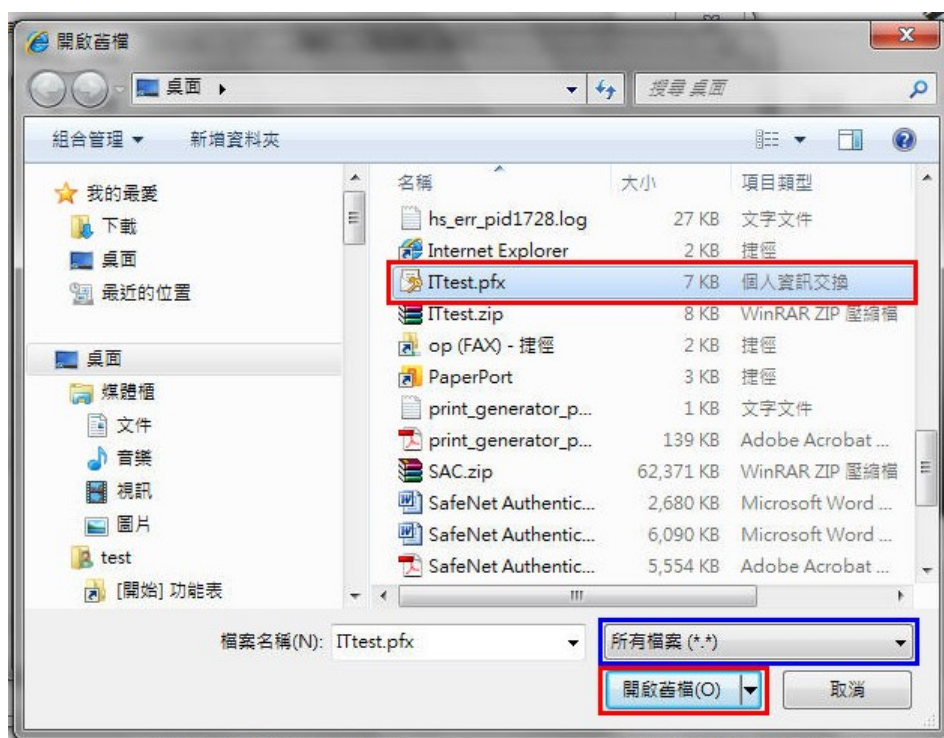 開啟舊檔
桌面
搜尋 桌面
組合管理 新增資料夾
我的最愛
下載
桌面
最近的位置
桌面
媒體櫃
文件
音樂
視訊
圖片
test
[開始] 功能表
名稱 大小 項目類型
hs_err_pid1728.log 27 KB 文字文件
Internet Explorer 2 KB 捷徑
ITtest.pfx 7 KB 個人資訊交換
ITtest.zip 8 KB WinRAR ZIP 壓縮檔
op (FAX) - 捷徑 2 KB 捷徑
PaperPort 3 KB 捷徑
print_generator_p... 1 KB 文字文件
print_generator_p... 139 KB Adobe Acrobat ...
SAC.zip 62,371 KB WinRAR ZIP 壓縮檔
SafeNet Authentic... 2,680 KB Microsoft Word ...
SafeNet Authentic... 6,090 KB Microsoft Word ...
SafeNet Authentic... 5,554 KB Adobe Acrobat ...
檔案名稱(N): ITtest.pfx 所有檔案 (*.*)
開啟舊檔(O) 取消